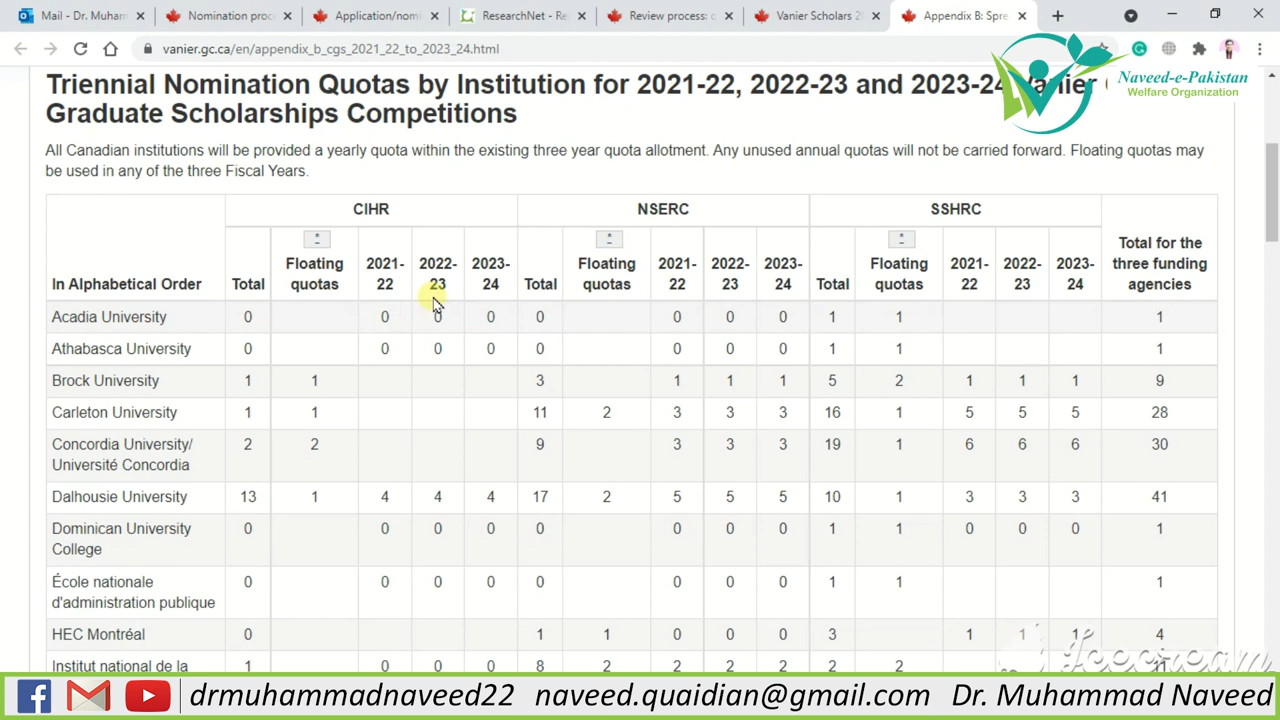 Mail - Dr. Muham
Nomination proc
Application/nomi
ResearchNet - Re
Review process: c
Vanier Scholars 2
Appendix B: Spre
vanier.gc.ca/en/appendix_b_cgs_2021_22_to_2023_24.html
Naveed-e-Pakistan
Welfare Organization
Triennial Nomination Quotas by Institution for 2021-22, 2022-23 and 2023-24 Vanier
Graduate Scholarships Competitions
All Canadian institutions will be provided a yearly quota within the existing three year quota allotment. Any unused annual quotas will not be carried forward. Floating quotas may
be used in any of the three Fiscal Years.
CIHR NSERC SSHRC
In Alphabetical Order Total Floating quotas 2021-22 2022-23 2023-24 Total Floating quotas 2021-22 2022-23 2023-24 Total Floating quotas 2021-22 2022-23 2023-24 Total for the three funding agencies
Acadia University 0 0 0 0 0 0 0 0 1 1 1
Athabasca University 0 0 0 0 0 0 0 0 1 1 1
Brock University 1 1 3 1 1 1 5 2 1 1 1 9
Carleton University 1 1 11 2 3 3 3 16 1 5 5 5 28
Concordia University/
Université Concordia 2 2 9 3 3 3 19 1 6 6 6 30
Dalhousie University 13 1 4 4 4 17 2 5 5 5 10 1 3 3 3 41
Dominican University
College 0 0 0 0 0 0 0 0 1 1 0 0 0 1
École nationale
d'administration publique 0 0 0 0 0 0 0 0 1 1 1
HEC Montréal 0 1 1 0 0 0 3 1 1 1 4
Institut national de la 1 0 0 0 8 2 2 2 2 2 2
Icecream
drmuhammadnaveed22 naveed.quaidian@gmail.com Dr. Muhammad Naveed